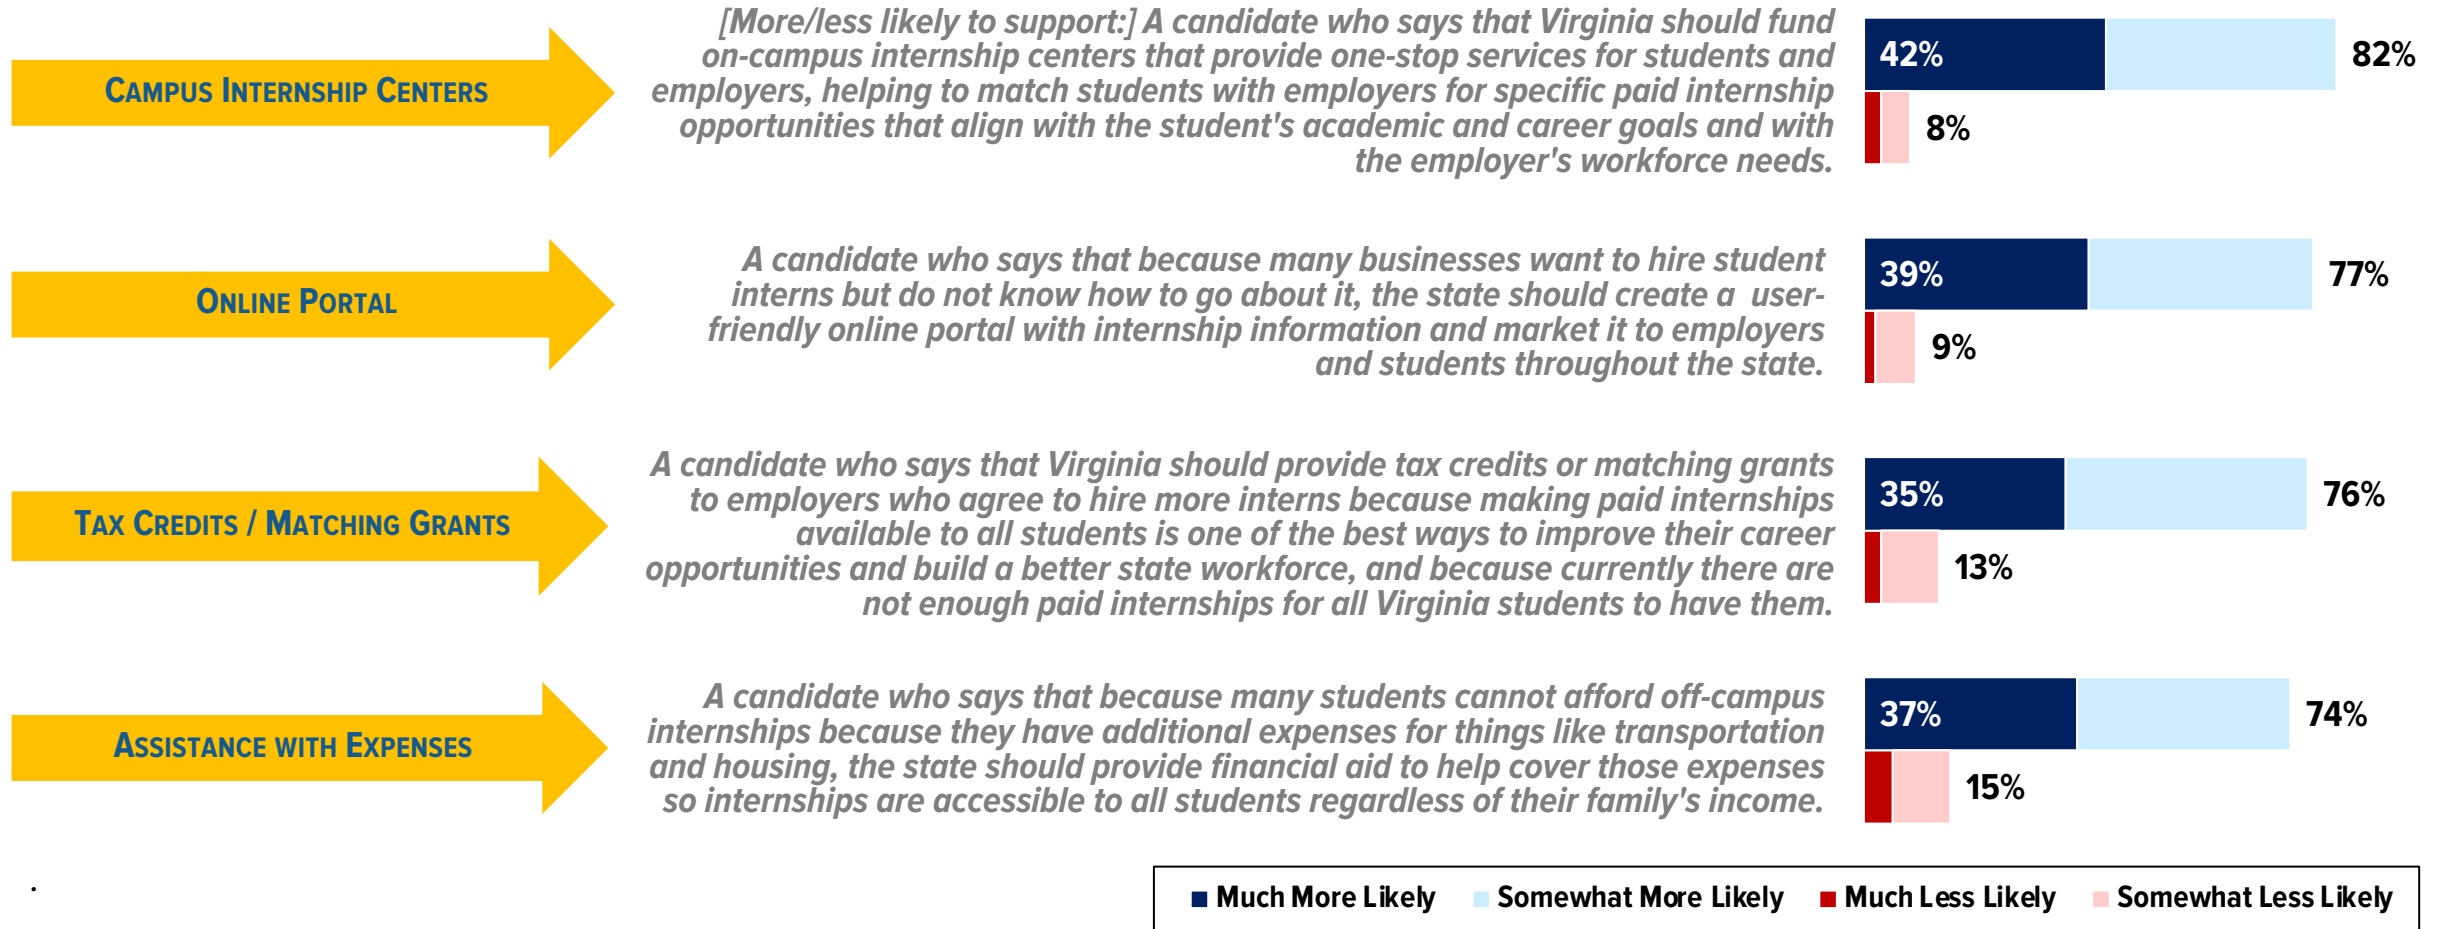 CAMPUS INTERNSHIP CENTERS
[More/less likely to support:] A candidate who says that Virginia should fund
on-campus internship centers that provide one-stop services for students and
employers, helping to match students with employers for specific paid internship
opportunities that align with the student's academic and career goals and with
the employer's workforce needs.
42%
82%
8%
ONLINE PORTAL
A candidate who says that because many businesses want to hire student
interns but do not know how to go about it, the state should create a  user-
friendly online portal with internship information and market it to employers
and students throughout the state.
39%
77%
9%
TAX CREDITS / MATCHING GRANTS
A candidate who says that Virginia should provide tax credits or matching grants
to employers who agree to hire more interns because making paid internships
available to all students is one of the best ways to improve their career
opportunities and build a better state workforce, and because currently there are
not enough paid internships for all Virginia students to have them.
35%
76%
13%
ASSISTANCE WITH EXPENSES
A candidate who says that because many students cannot afford off-campus
internships because they have additional expenses for things like transportation
and housing, the state should provide financial aid to help cover those expenses
so internships are accessible to all students regardless of their family's income.
37%
74%
15%
.
Much More Likely Somewhat More Likely Much Less Likely Somewhat Less Likely